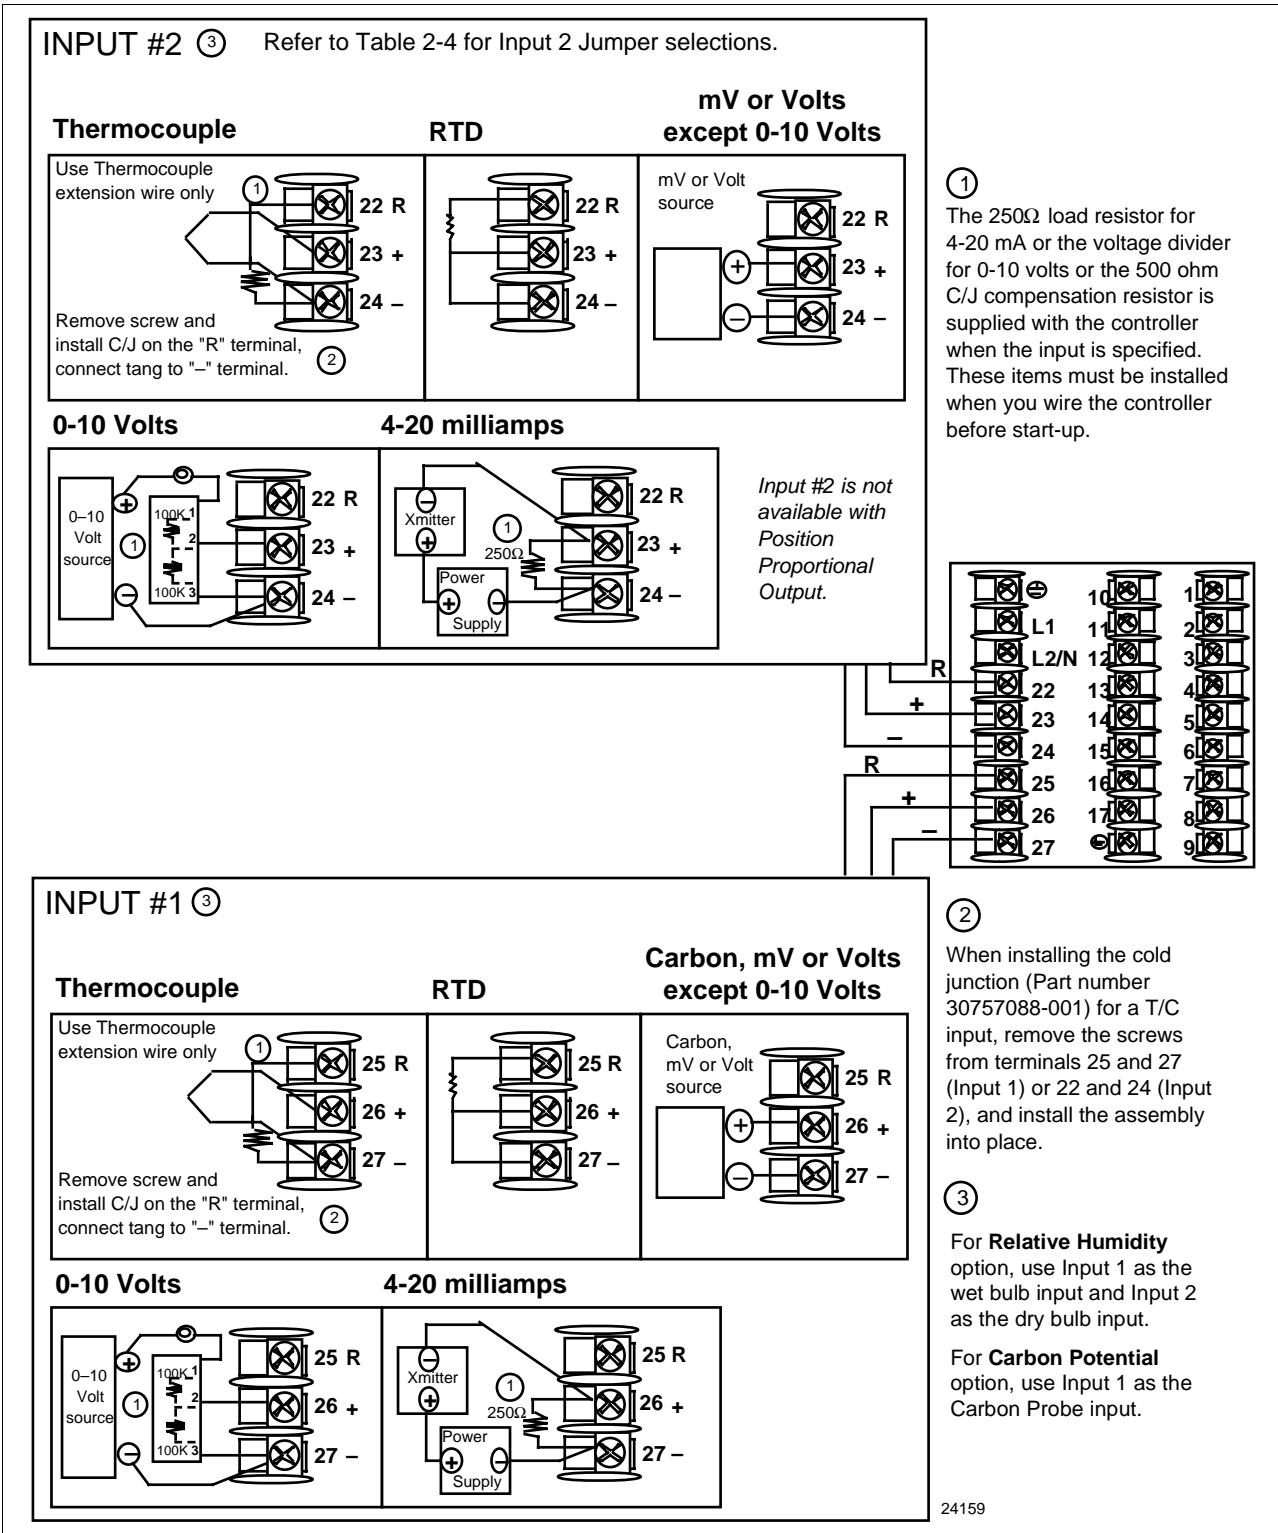 INPUT #2 3 Refer to Table 2-4 for Input 2 Jumper selections.
Thermocouple
RTD
mV or Volts
except 0-10 Volts
Use Thermocouple
extension wire only
1
22 R
23 +
24 –
Remove screw and
install C/J on the "R" terminal,
connect tang to "–" terminal.
2
22 R
23 +
24 –
mV or Volt
source
+
–
22 R
23 +
24 –
0-10 Volts
4-20 milliamps
0–10
Volt
source
+
–
1
100K 1
2
100K 3
22 R
23 +
24 –
–
Xmitter
+
1
250Ω
Power
+ –
Supply
22 R
23 +
24 –
Input #2 is not
available with
Position
Proportional
Output.
1
The 250Ω load resistor for
4-20 mA or the voltage divider
for 0-10 volts or the 500 ohm
C/J compensation resistor is
supplied with the controller
when the input is specified.
These items must be installed
when you wire the controller
before start-up.
R
+
–
R
+
–
L1
L2/N
22
23
24
25
26
27
10
11
12
13
14
15
16
17
1
2
3
4
5
6
7
8
9
INPUT #1 3
Thermocouple
RTD
Carbon, mV or Volts
except 0-10 Volts
Use Thermocouple
extension wire only
1
25 R
26 +
27 –
Remove screw and
install C/J on the "R" terminal,
connect tang to "–" terminal.
2
25 R
26 +
27 –
Carbon,
mV or Volt
source
+
–
25 R
26 +
27 –
0-10 Volts
4-20 milliamps
0–10
Volt
source
+
–
1
100K 1
2
100K 3
25 R
26 +
27 –
–
Xmitter
+
1
250Ω
Power
+ –
Supply
25 R
26 +
27 –
2
When installing the cold
junction (Part number
30757088-001) for a T/C
input, remove the screws
from terminals 25 and 27
(Input 1) or 22 and 24 (Input
2), and install the assembly
into place.
3
For Relative Humidity
option, use Input 1 as the
wet bulb input and Input 2
as the dry bulb input.
For Carbon Potential
option, use Input 1 as the
Carbon Probe input.
24159